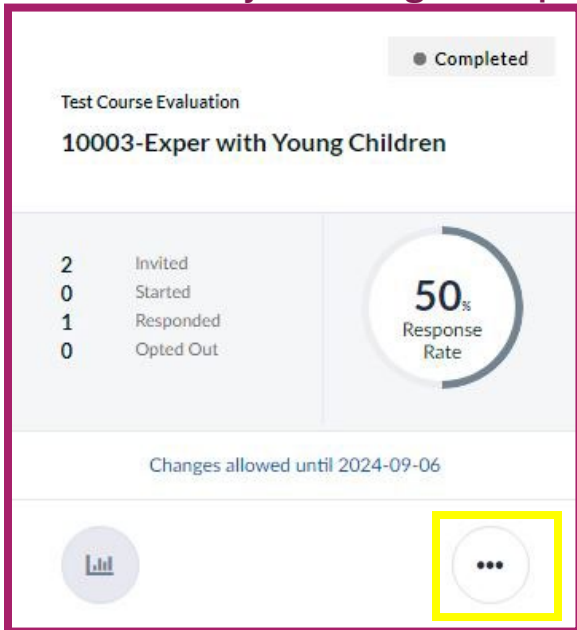 Completed
Test Course Evaluation
10003-Exper with Young Children
2 Invited
0 Started
1 Responded
0 Opted Out
50%
Response
Rate
Changes allowed until 2024-09-06